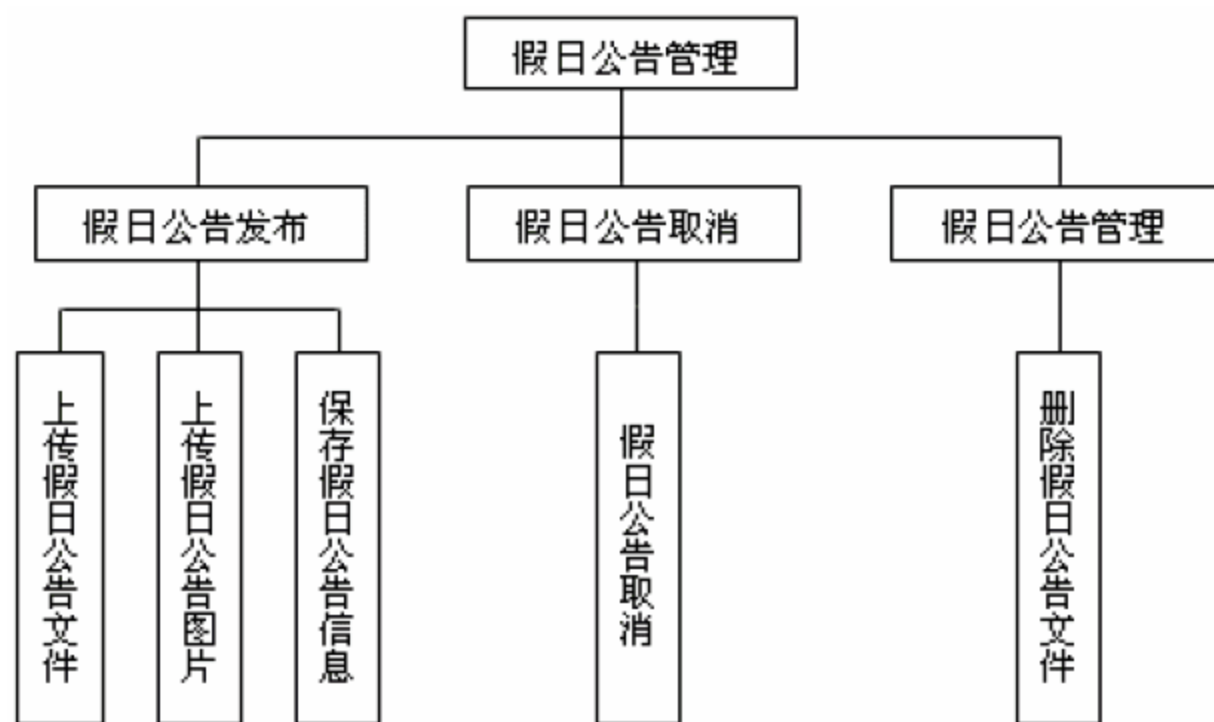 假日公告管理
假日公告发布
假日公告取消
假日公告管理
上传假日公告文件
上传假日公告图片
保存假日公告信息
假日公告取消
删除假日公告文件